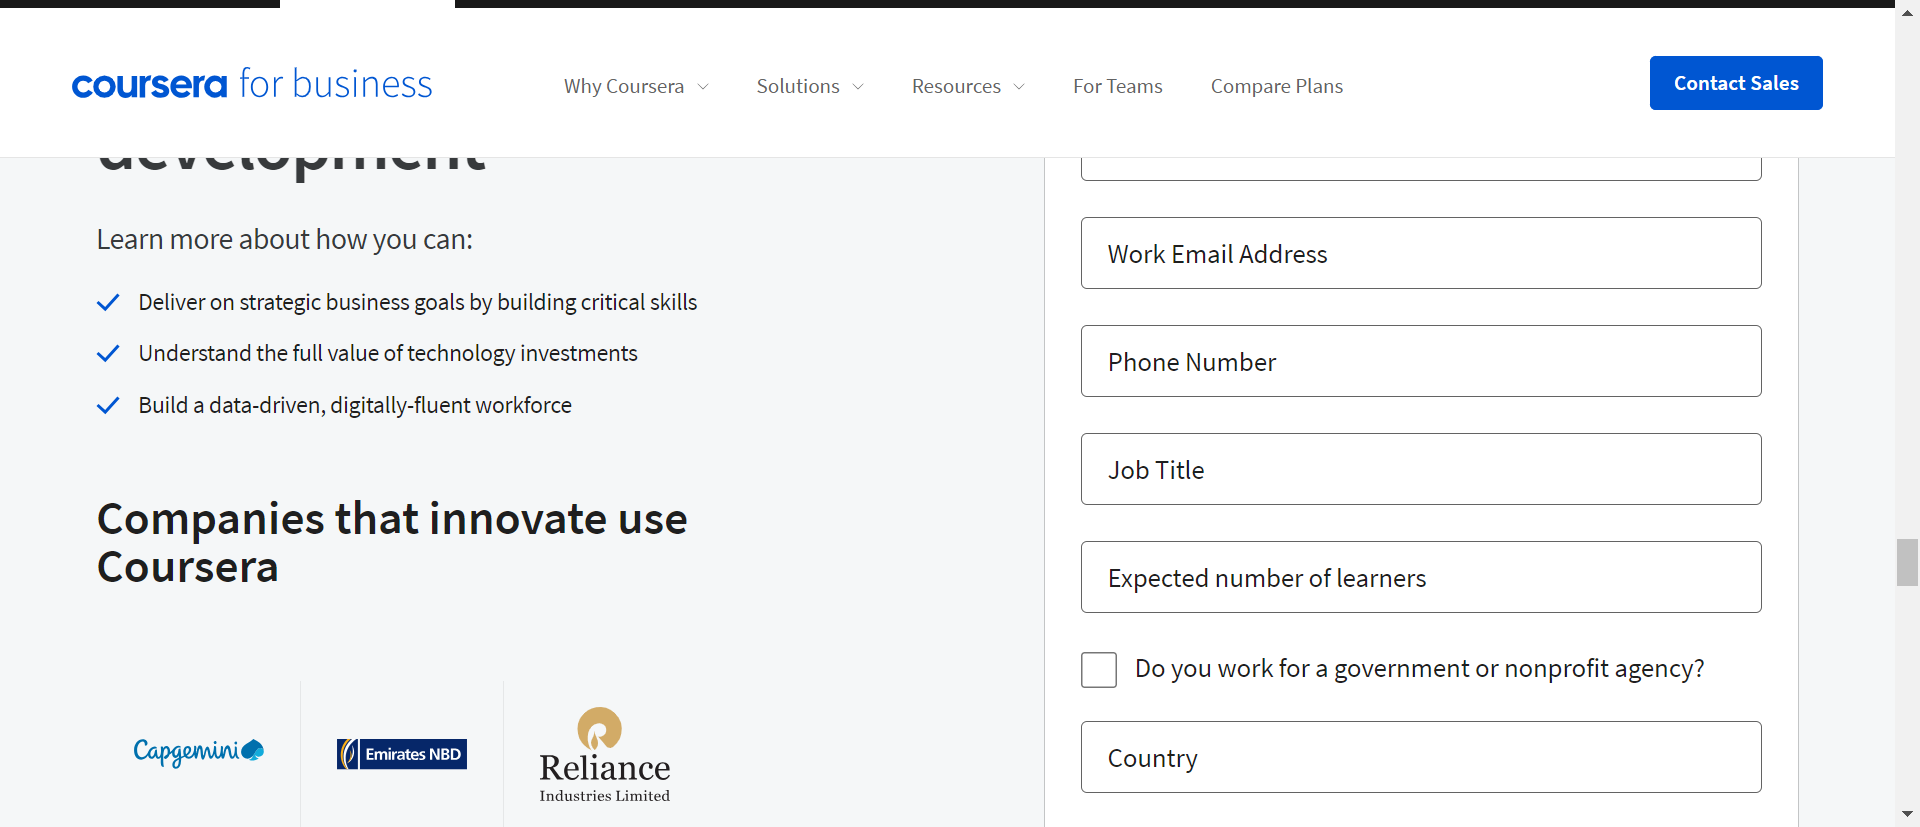 coursera for business
Why Coursera
Solutions
Resources
For Teams
Compare Plans
Contact Sales
development
Learn more about how you can:
Deliver on strategic business goals by building critical skills
Understand the full value of technology investments
Build a data-driven, digitally-fluent workforce
Companies that innovate use
Coursera
Capgemini
Emirates NBD
Reliance
Industries Limited
Work Email Address
Phone Number
Job Title
Expected number of learners
Do you work for a government or nonprofit agency?
Country